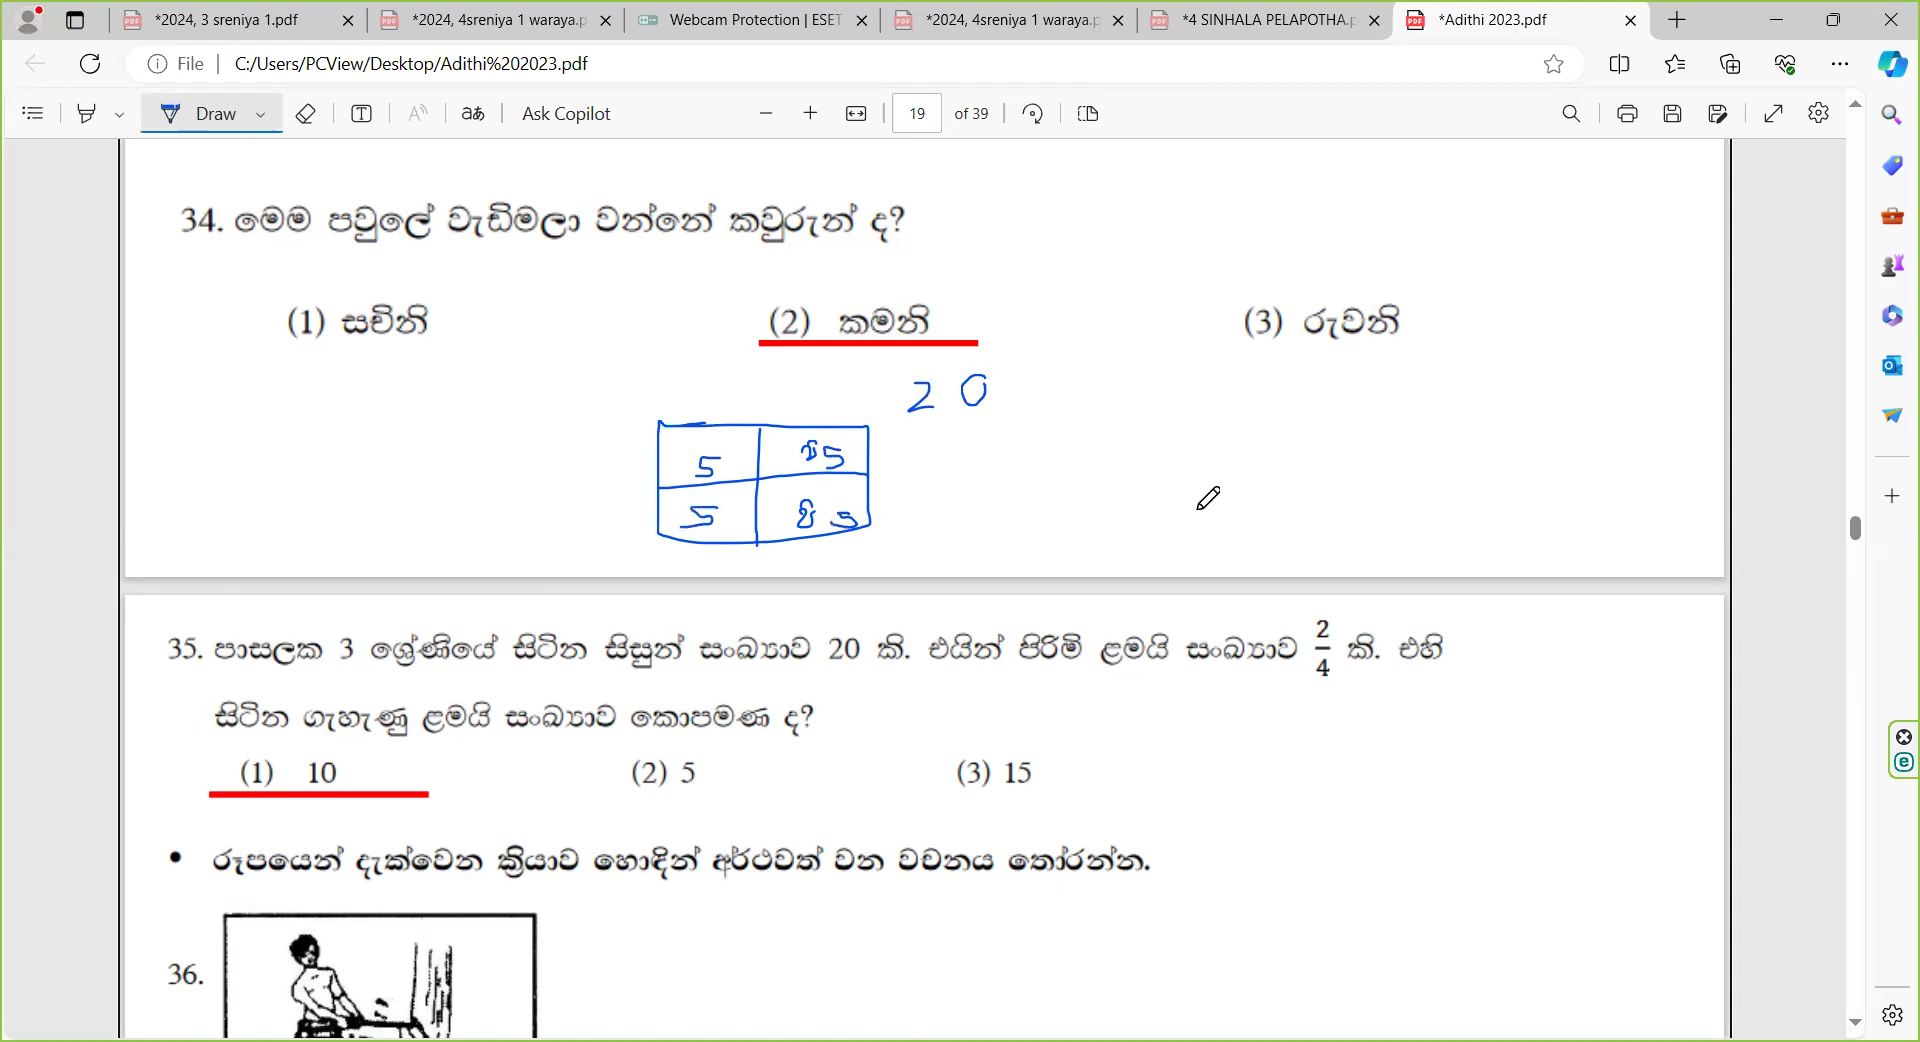 *2024, 3 sreniya 1.pdf
*2024, 4sreniya 1 waraya.p
Webcam Protection | ESET
*2024, 4sreniya 1 waraya.p
*4 SINHALA PELAPOTHA.p
*Adithi 2023.pdf
File
C:/Users/PCView/Desktop/Adithi%202023.pdf
Draw
Ask Copilot
19 of 39
34. මෙම පවුලේ වැඩිමලා වන්නේ කවුරුන් ද?
(1) සචිනි
(2) කමනි
(3) රුවනි
2 0
5
පි 5
5
පි 5
35. පාසලක 3 ශ්‍රේණියේ සිටින සිසුන් සංඛ්‍යාව 20 කි. එයින් පිරිමි ළමයි සංඛ්‍යාව 2/4 කි. එහි
සිටින ගැහැණු ළමයි සංඛ්‍යාව කොපමණ ද?
(1) 10
(2) 5
(3) 15
• රූපයෙන් දැක්වෙන ක්‍රියාව හොඳින් අර්ථවත් වන වචනය තෝරන්න.
36.